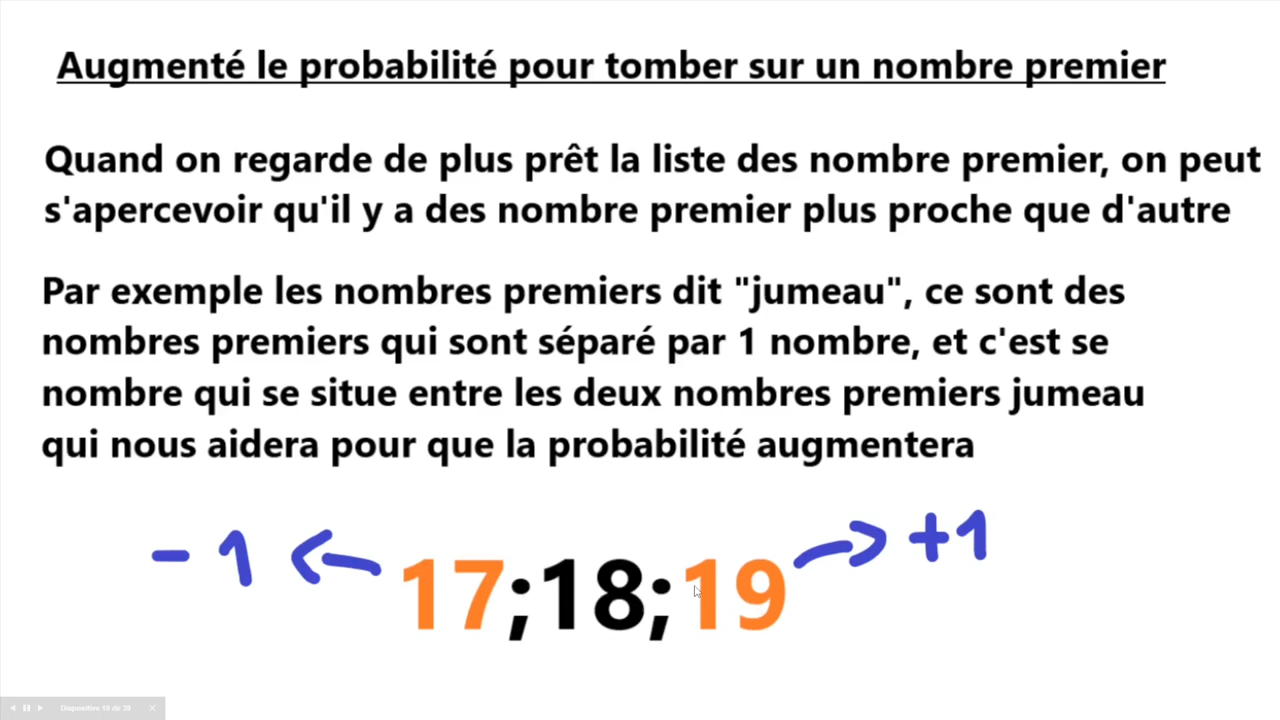 Augmenté le probabilité pour tomber sur un nombre premier
Quand on regarde de plus prêt la liste des nombre premier, on peut
s'apercevoir qu'il y a des nombre premier plus proche que d'autre
Par exemple les nombres premiers dit "jumeau", ce sont des
nombres premiers qui sont séparé par 1 nombre, et c'est se
nombre qui se situe entre les deux nombres premiers jumeau
qui nous aidera pour que la probabilité augmentera
- 1
+1
17;18;19
Diapositive 19 de 39